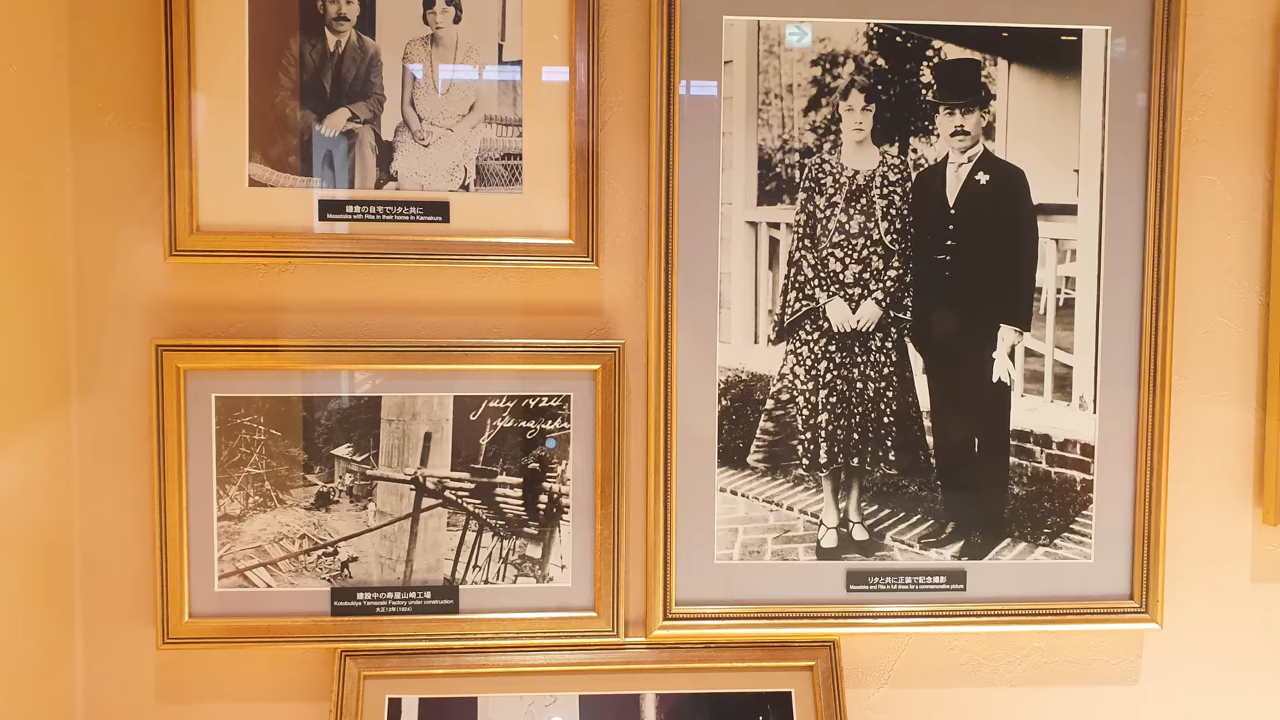 鎌倉の自宅でリタと共に
Masataka with Rita in their home in Kamakura
July 1924
Yamazaki
建設中の寿屋山崎工場
Kotobukiya Yamazaki Factory under construction
大正13年(1924)
リタと共に正装で記念撮影
Masataka and Rita in full dress for a commemorative picture